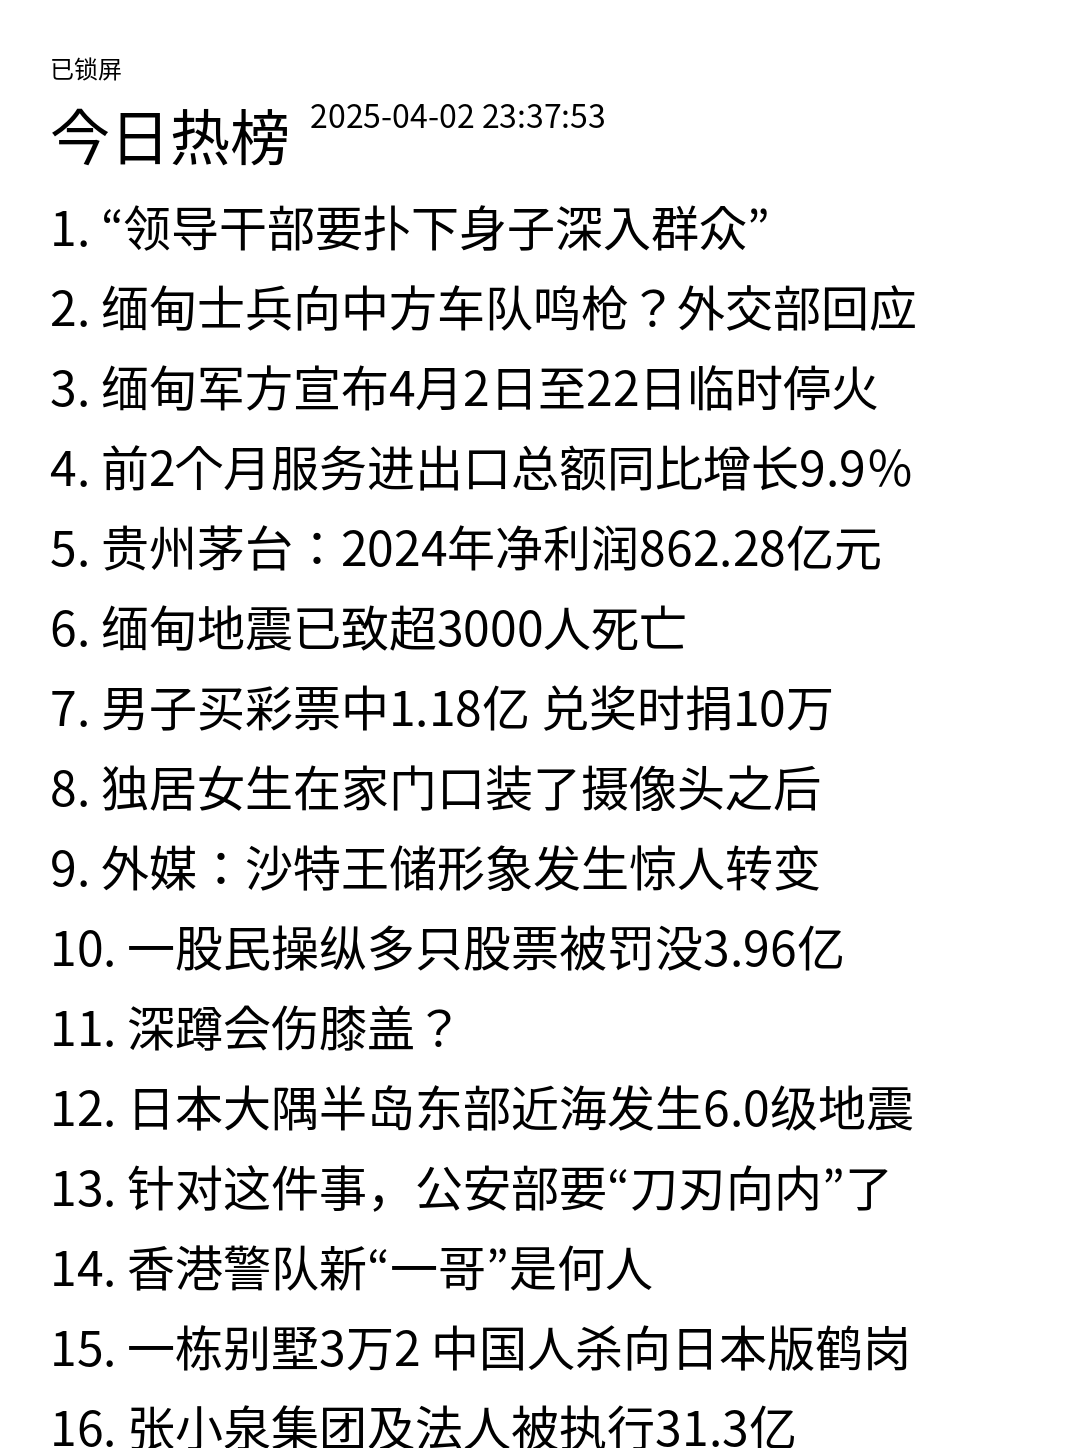 已锁屏
今日热榜 2025-04-02 23:37:53
1. “领导干部要扑下身子深入群众”
2. 缅甸士兵向中方车队鸣枪？外交部回应
3. 缅甸军方宣布4月2日至22日临时停火
4. 前2个月服务进出口总额同比增长9.9%
5. 贵州茅台：2024年净利润862.28亿元
6. 缅甸地震已致超3000人死亡
7. 男子买彩票中1.18亿 兑奖时捐10万
8. 独居女生在家门口装了摄像头之后
9. 外媒：沙特王储形象发生惊人转变
10. 一股民操纵多只股票被罚没3.96亿
11. 深蹲会伤膝盖？
12. 日本大隅半岛东部近海发生6.0级地震
13. 针对这件事，公安部要“刀刃向内”了
14. 香港警队新“一哥”是何人
15. 一栋别墅3万2 中国人杀向日本版鹤岗
16. 张小泉集团及法人被执行31.3亿